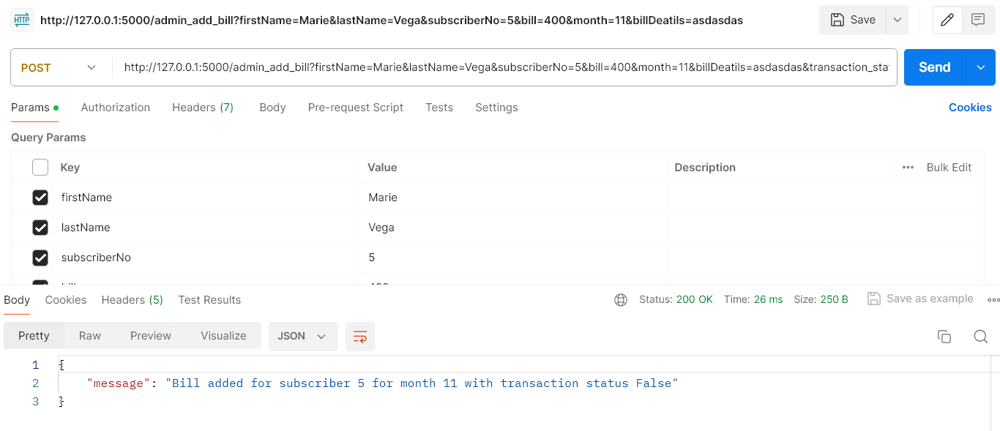 HTTP http://127.0.0.1:5000/admin_add_bill?firstName=Marie&lastName=Vega&subscriberNo=5&bill=400&month=11&billDeatils=asdasdas Save
POST http://127.0.0.1:5000/admin_add_bill?firstName=Marie&lastName=Vega&subscriberNo=5&bill=400&month=11&billDeatils=asdasdas&transaction_sta Send
Params Authorization Headers (7) Body Pre-request Script Tests Settings Cookies
Query Params
Key Value Description Bulk Edit
firstName Marie
lastName Vega
subscriberNo 5
Body Cookies Headers (5) Test Results Status: 200 OK Time: 26 ms Size: 250 B Save as example
Pretty Raw Preview Visualize JSON
1 {
2 "message": "Bill added for subscriber 5 for month 11 with transaction status False"
3 }